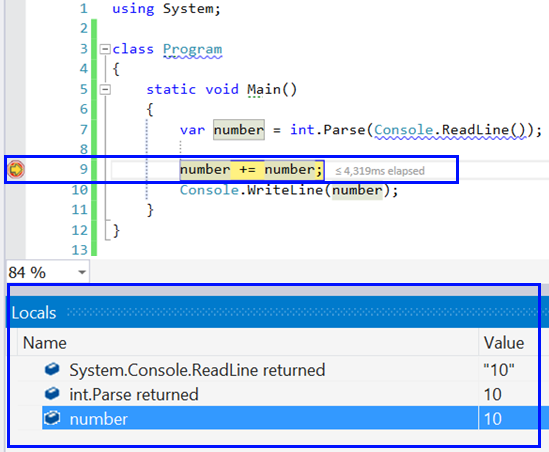 1 using System;
2
3 class Program
4 {
5 static void Main()
6 {
7 var number = int.Parse(Console.ReadLine());
8
9 number += number; ≤ 4,319ms elapsed
10 Console.WriteLine(number);
11 }
12 }
13
84 %
Locals
Name Value
System.Console.ReadLine returned "10"
int.Parse returned 10
number 10